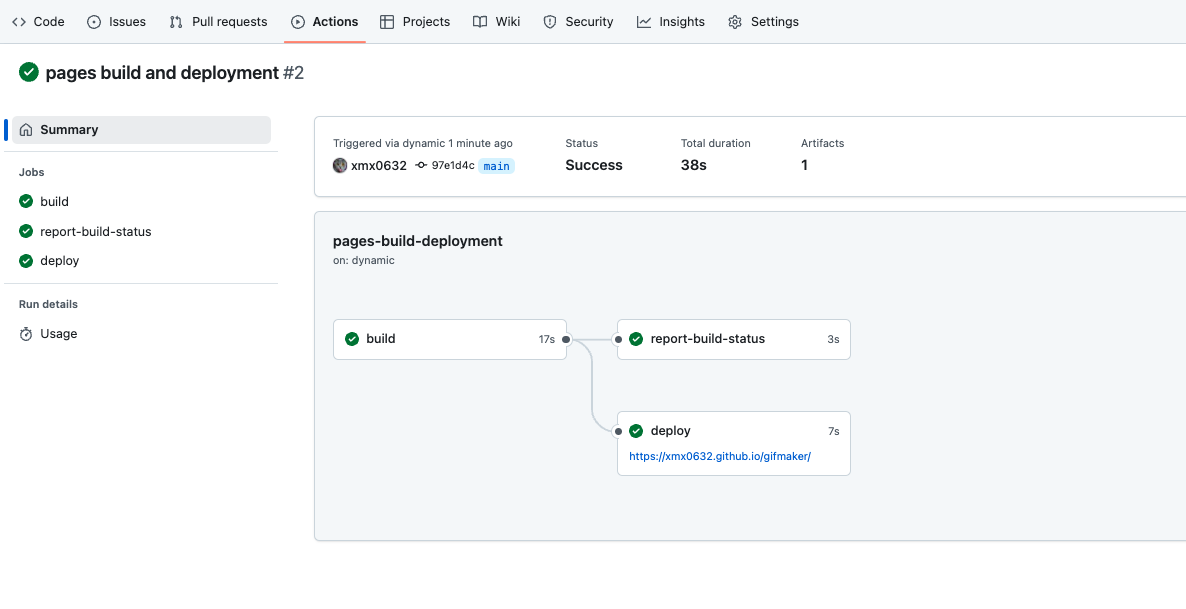 Code Issues Pull requests Actions Projects Wiki Security Insights Settings
pages build and deployment #2
Summary
Jobs
build
report-build-status
deploy
Run details
Usage
Triggered via dynamic 1 minute ago
xmx0632 97e1d4c main
Status
Success
Total duration
38s
Artifacts
1
pages-build-deployment
on: dynamic
build 17s
report-build-status 3s
deploy 7s
https://xmx0632.github.io/gifmaker/